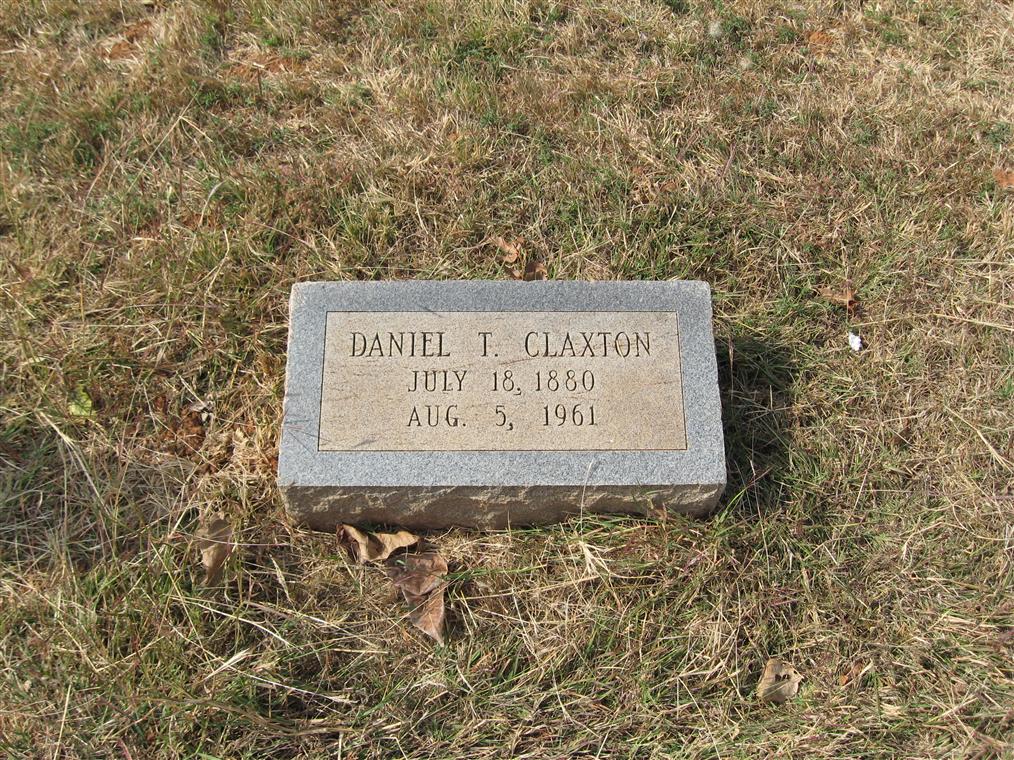 DANIEL T. CLAXTON
JULY 18, 1880
AUG. 5, 1961